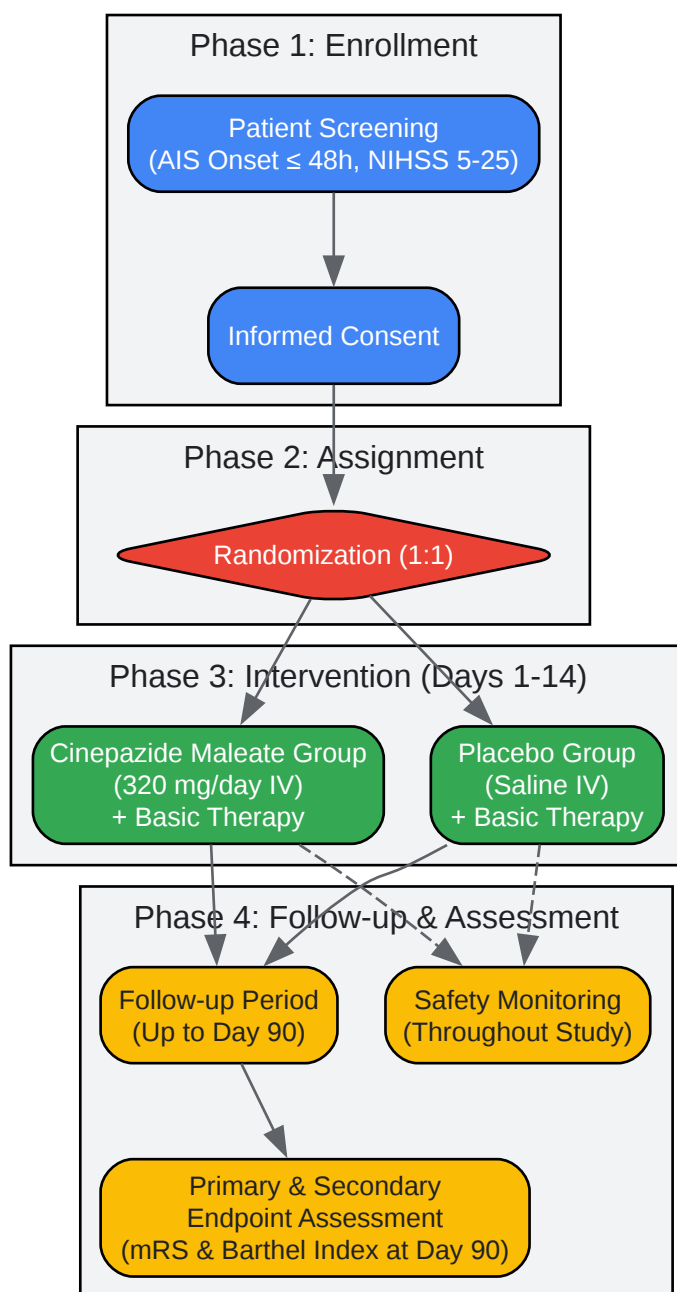 Phase 1: Enrollment
Patient Screening
(AIS Onset ≤ 48h, NIHSS 5-25)
Informed Consent
Phase 2: Assignment
Randomization (1:1)
Phase 3: Intervention (Days 1-14)
Cinepazide Maleate Group
(320 mg/day IV)
+ Basic Therapy
Placebo Group
(Saline IV)
+ Basic Therapy
Phase 4: Follow-up & Assessment
Follow-up Period
(Up to Day 90)
Safety Monitoring
(Throughout Study)
Primary & Secondary
Endpoint Assessment
(mRS & Barthel Index at Day 90)